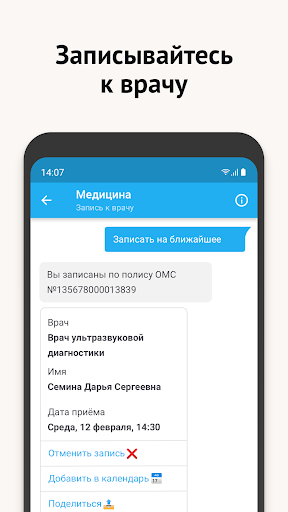 Записывайтесь
к врачу
14:07
Медицина
Запись к врачу
Записать на ближайшее
Вы записаны по полису ОМС
№135678000013839
Врач
Врач ультразвуковой
диагностики
Имя
Семина Дарья Сергеевна
Дата приёма
Среда, 12 февраля, 14:30
Отменить запись❌
Добавить в календарь📅
Поделиться📤